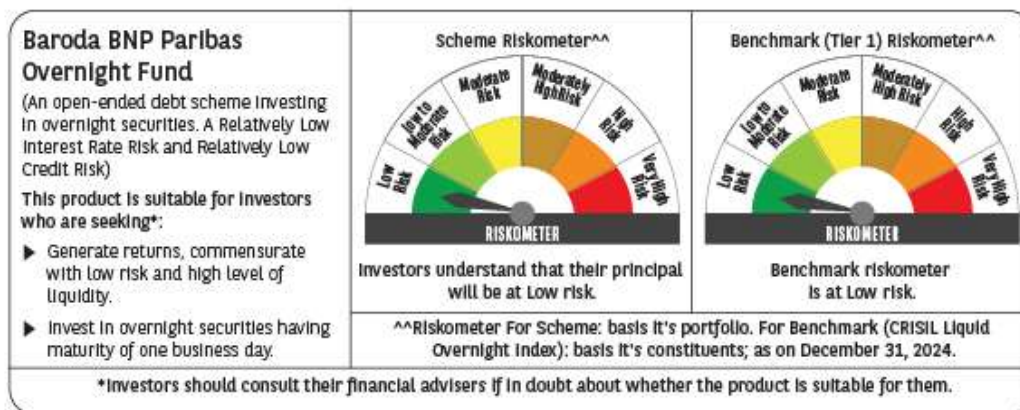 Baroda BNP Paribas
Overnight Fund
(An open-ended debt scheme investing
in overnight securities. A Relatively Low
Interest Rate Risk and Relatively Low
Credit Risk)
This product is suitable for investors
who are seeking*:
▶ Generate returns, commensurate
with low risk and high level of
liquidity.
▶ Invest in overnight securities having
maturity of one business day.
Scheme Riskometer^^
Low
Risk
Low to
Moderate
Risk
Moderate
Risk
Moderately
High Risk
High
Risk
Very High
Risk
RISKOMETER
Investors understand that their principal
will be at Low risk.
Benchmark (Tier 1) Riskometer^^
Low
Risk
Low to
Moderate
Risk
Moderate
Risk
Moderately
High Risk
High
Risk
Very High
Risk
RISKOMETER
Benchmark riskometer
is at Low risk.
^^Riskometer For Scheme: basis it's portfolio. For Benchmark (CRISIL Liquid
Overnight Index): basis it's constituents; as on December 31, 2024.
*Investors should consult their financial advisers if in doubt about whether the product is suitable for them.